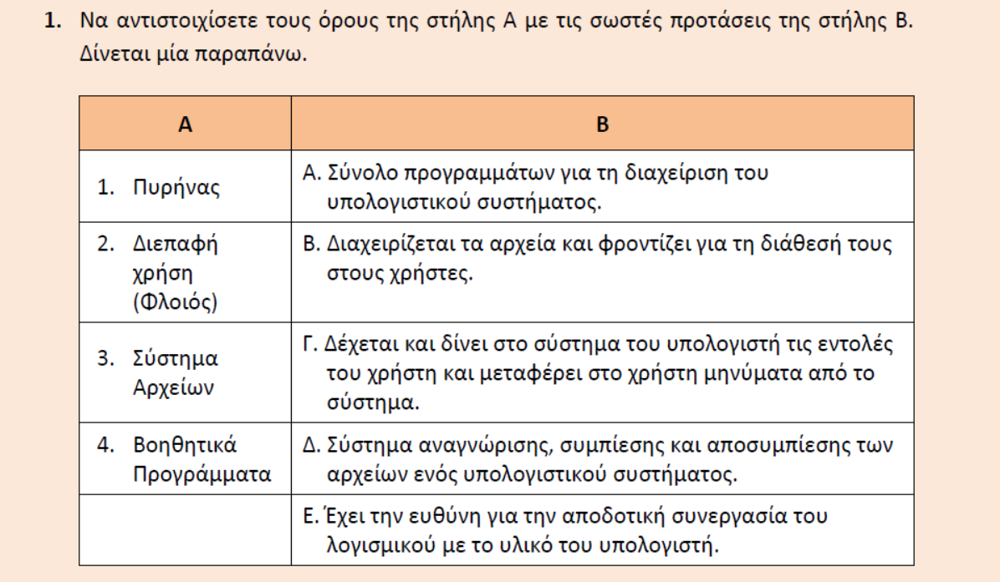 1. Να αντιστοιχίσετε τους όρους της στήλης Α με τις σωστές προτάσεις της στήλης Β.
Δίνεται μία παραπάνω.
Α
Β
1. Πυρήνας
Α. Σύνολο προγραμμάτων για τη διαχείριση του
υπολογιστικού συστήματος.
2. Διεπαφή
χρήση
(Φλοιός)
Β. Διαχειρίζεται τα αρχεία και φροντίζει για τη διάθεσή τους
στους χρήστες.
3. Σύστημα
Αρχείων
Γ. Δέχεται και δίνει στο σύστημα του υπολογιστή τις εντολές
του χρήστη και μεταφέρει στο χρήστη μηνύματα από το
σύστημα.
4. Βοηθητικά
Προγράμματα
Δ. Σύστημα αναγνώρισης, συμπίεσης και αποσυμπίεσης των
αρχείων ενός υπολογιστικού συστήματος.
Ε. Έχει την ευθύνη για την αποδοτική συνεργασία του
λογισμικού με το υλικό του υπολογιστή.